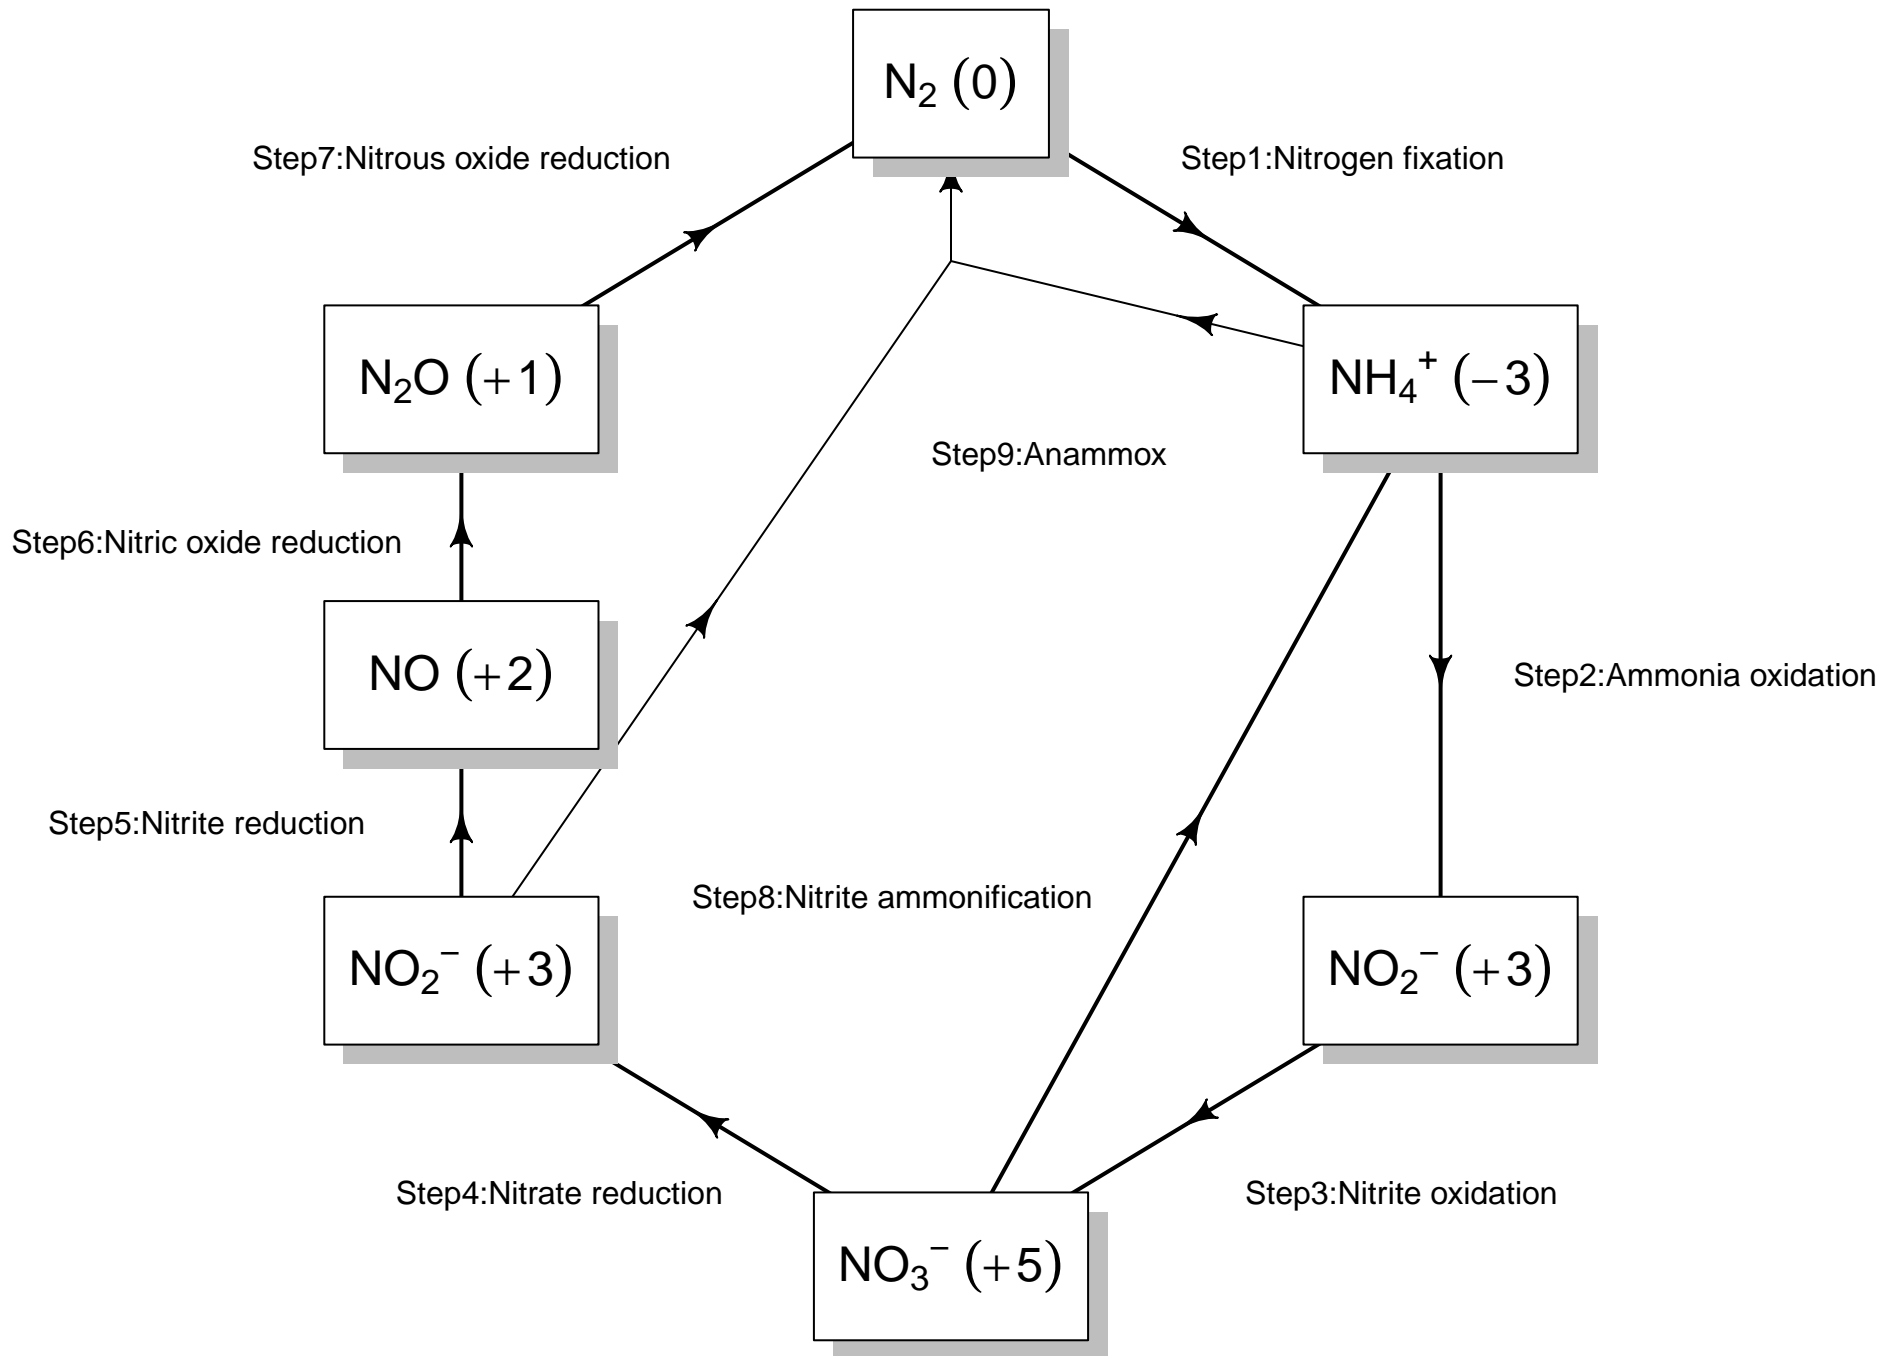 N₂ (0)
Step7:Nitrous oxide reduction
Step1:Nitrogen fixation
N₂O (+1)
NH₄⁺ (−3)
Step9:Anammox
Step6:Nitric oxide reduction
NO (+2)
Step2:Ammonia oxidation
Step5:Nitrite reduction
Step8:Nitrite ammonification
NO₂⁻ (+3)
NO₂⁻ (+3)
Step4:Nitrate reduction
Step3:Nitrite oxidation
NO₃⁻ (+5)